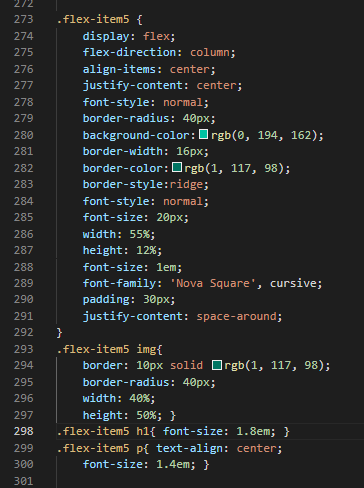 272
273 .flex-item5 {
274 display: flex;
275 flex-direction: column;
276 align-items: center;
277 justify-content: center;
278 font-style: normal;
279 border-radius: 40px;
280 background-color: rgb(0, 194, 162);
281 border-width: 16px;
282 border-color: rgb(1, 117, 98);
283 border-style:ridge;
284 font-style: normal;
285 font-size: 20px;
286 width: 55%;
287 height: 12%;
288 font-size: 1em;
289 font-family: 'Nova Square', cursive;
290 padding: 30px;
291 justify-content: space-around;
292 }
293 .flex-item5 img{
294 border: 10px solid rgb(1, 117, 98);
295 border-radius: 40px;
296 width: 40%;
297 height: 50%; }
298 .flex-item5 h1{ font-size: 1.8em; }
299 .flex-item5 p{ text-align: center;
300 font-size: 1.4em; }
301